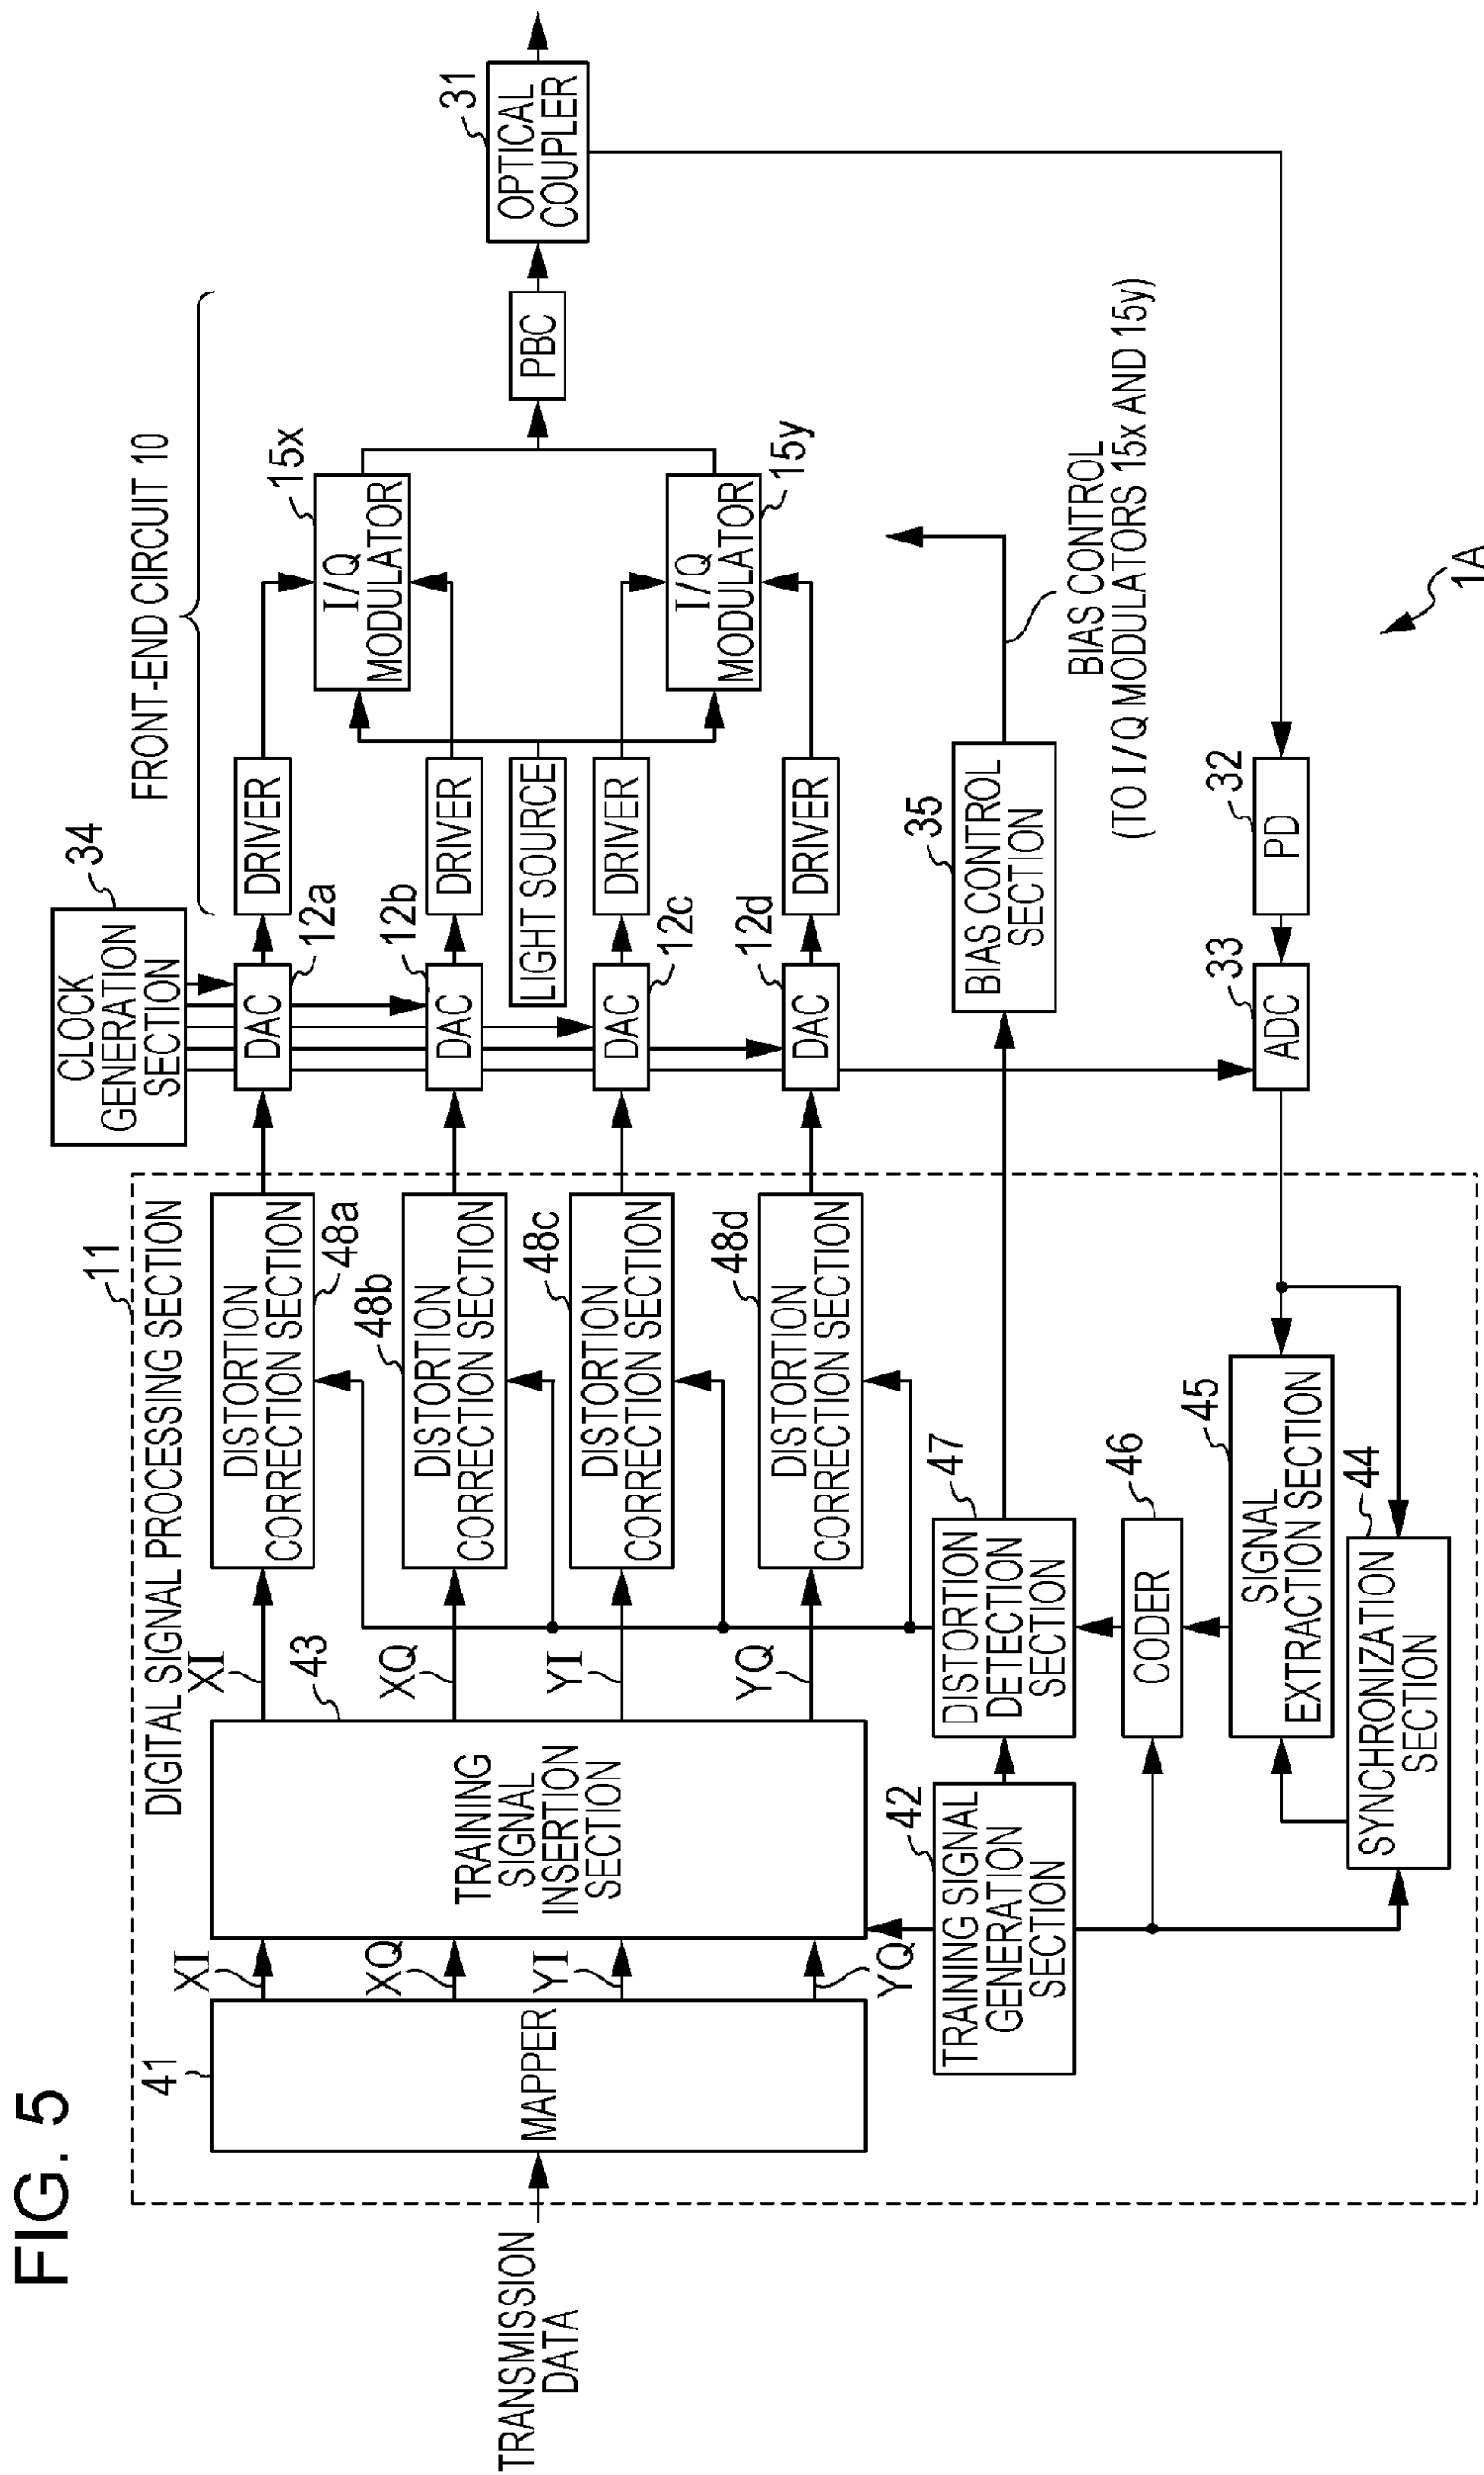 FIG. 5
FRONT-END CIRCUIT 10
34
CLOCK
GENERATION
SECTION
11
DIGITAL SIGNAL PROCESSING SECTION
TRANSMISSION
DATA
41
MAPPER
XI
XQ
YI
YQ
43
TRAINING
SIGNAL
INSERTION
SECTION
XI
XQ
YI
YQ
DISTORTION
CORRECTION SECTION
48a
DISTORTION
CORRECTION SECTION
48b
DISTORTION
CORRECTION SECTION
48c
DISTORTION
CORRECTION SECTION
48d
DAC
12a
DAC
12b
DAC
12c
DAC
12d
DRIVER
DRIVER
LIGHT SOURCE
DRIVER
DRIVER
15x
I/Q
MODULATOR
15y
I/Q
MODULATOR
PBC
31
OPTICAL
COUPLER
42
TRAINING SIGNAL
GENERATION
SECTION
47
DISTORTION
DETECTION
SECTION
35
BIAS CONTROL
SECTION
BIAS CONTROL
(TO I/Q MODULATORS 15x AND 15y)
46
CODER
45
SIGNAL
EXTRACTION SECTION
44
SYNCHRONIZATION
SECTION
33
ADC
32
PD
1A